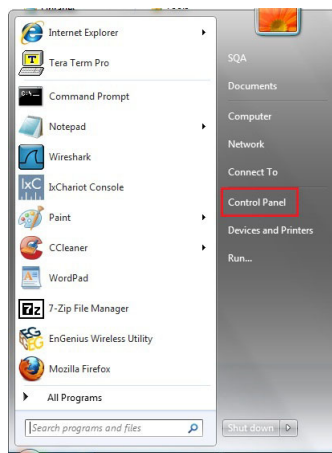 Internet Explorer
Tera Term Pro
Command Prompt
Notepad
Wireshark
IxC
IxChariot Console
Paint
CCleaner
WordPad
7z
7-Zip File Manager
EnGenius Wireless Utility
Mozilla Firefox
All Programs
Search programs and files
SQA
Documents
Computer
Network
Connect To
Control Panel
Devices and Printers
Run...
Shut down